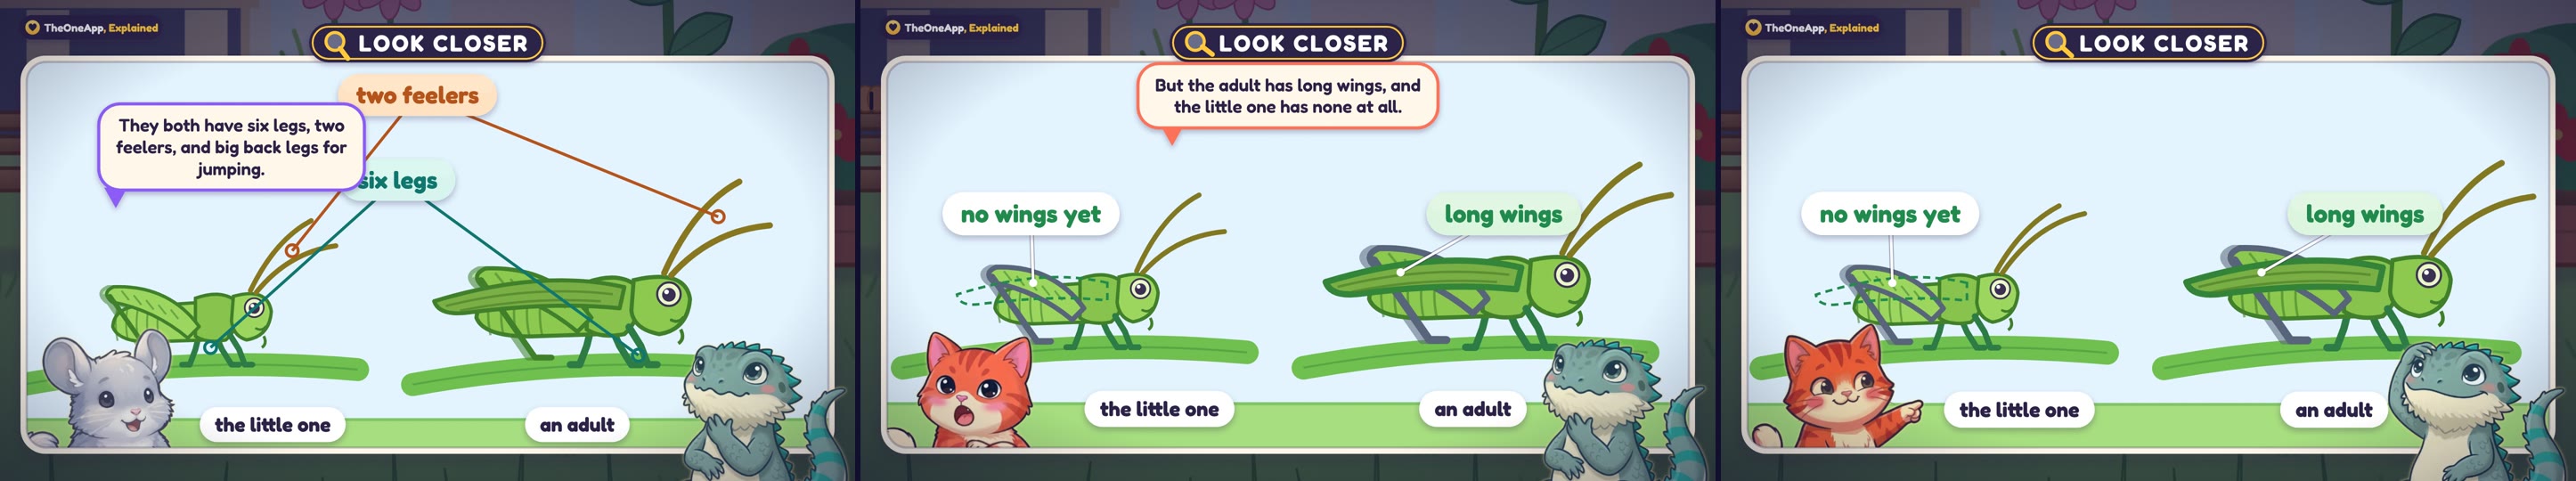 TheOneApp, Explained
LOOK CLOSER
two feelers
They both have six legs, two
feelers, and big back legs for
jumping.
six legs
the little one
an adult
TheOneApp, Explained
LOOK CLOSER
But the adult has long wings, and
the little one has none at all.
no wings yet
long wings
the little one
an adult
TheOneApp, Explained
LOOK CLOSER
no wings yet
long wings
the little one
an adult